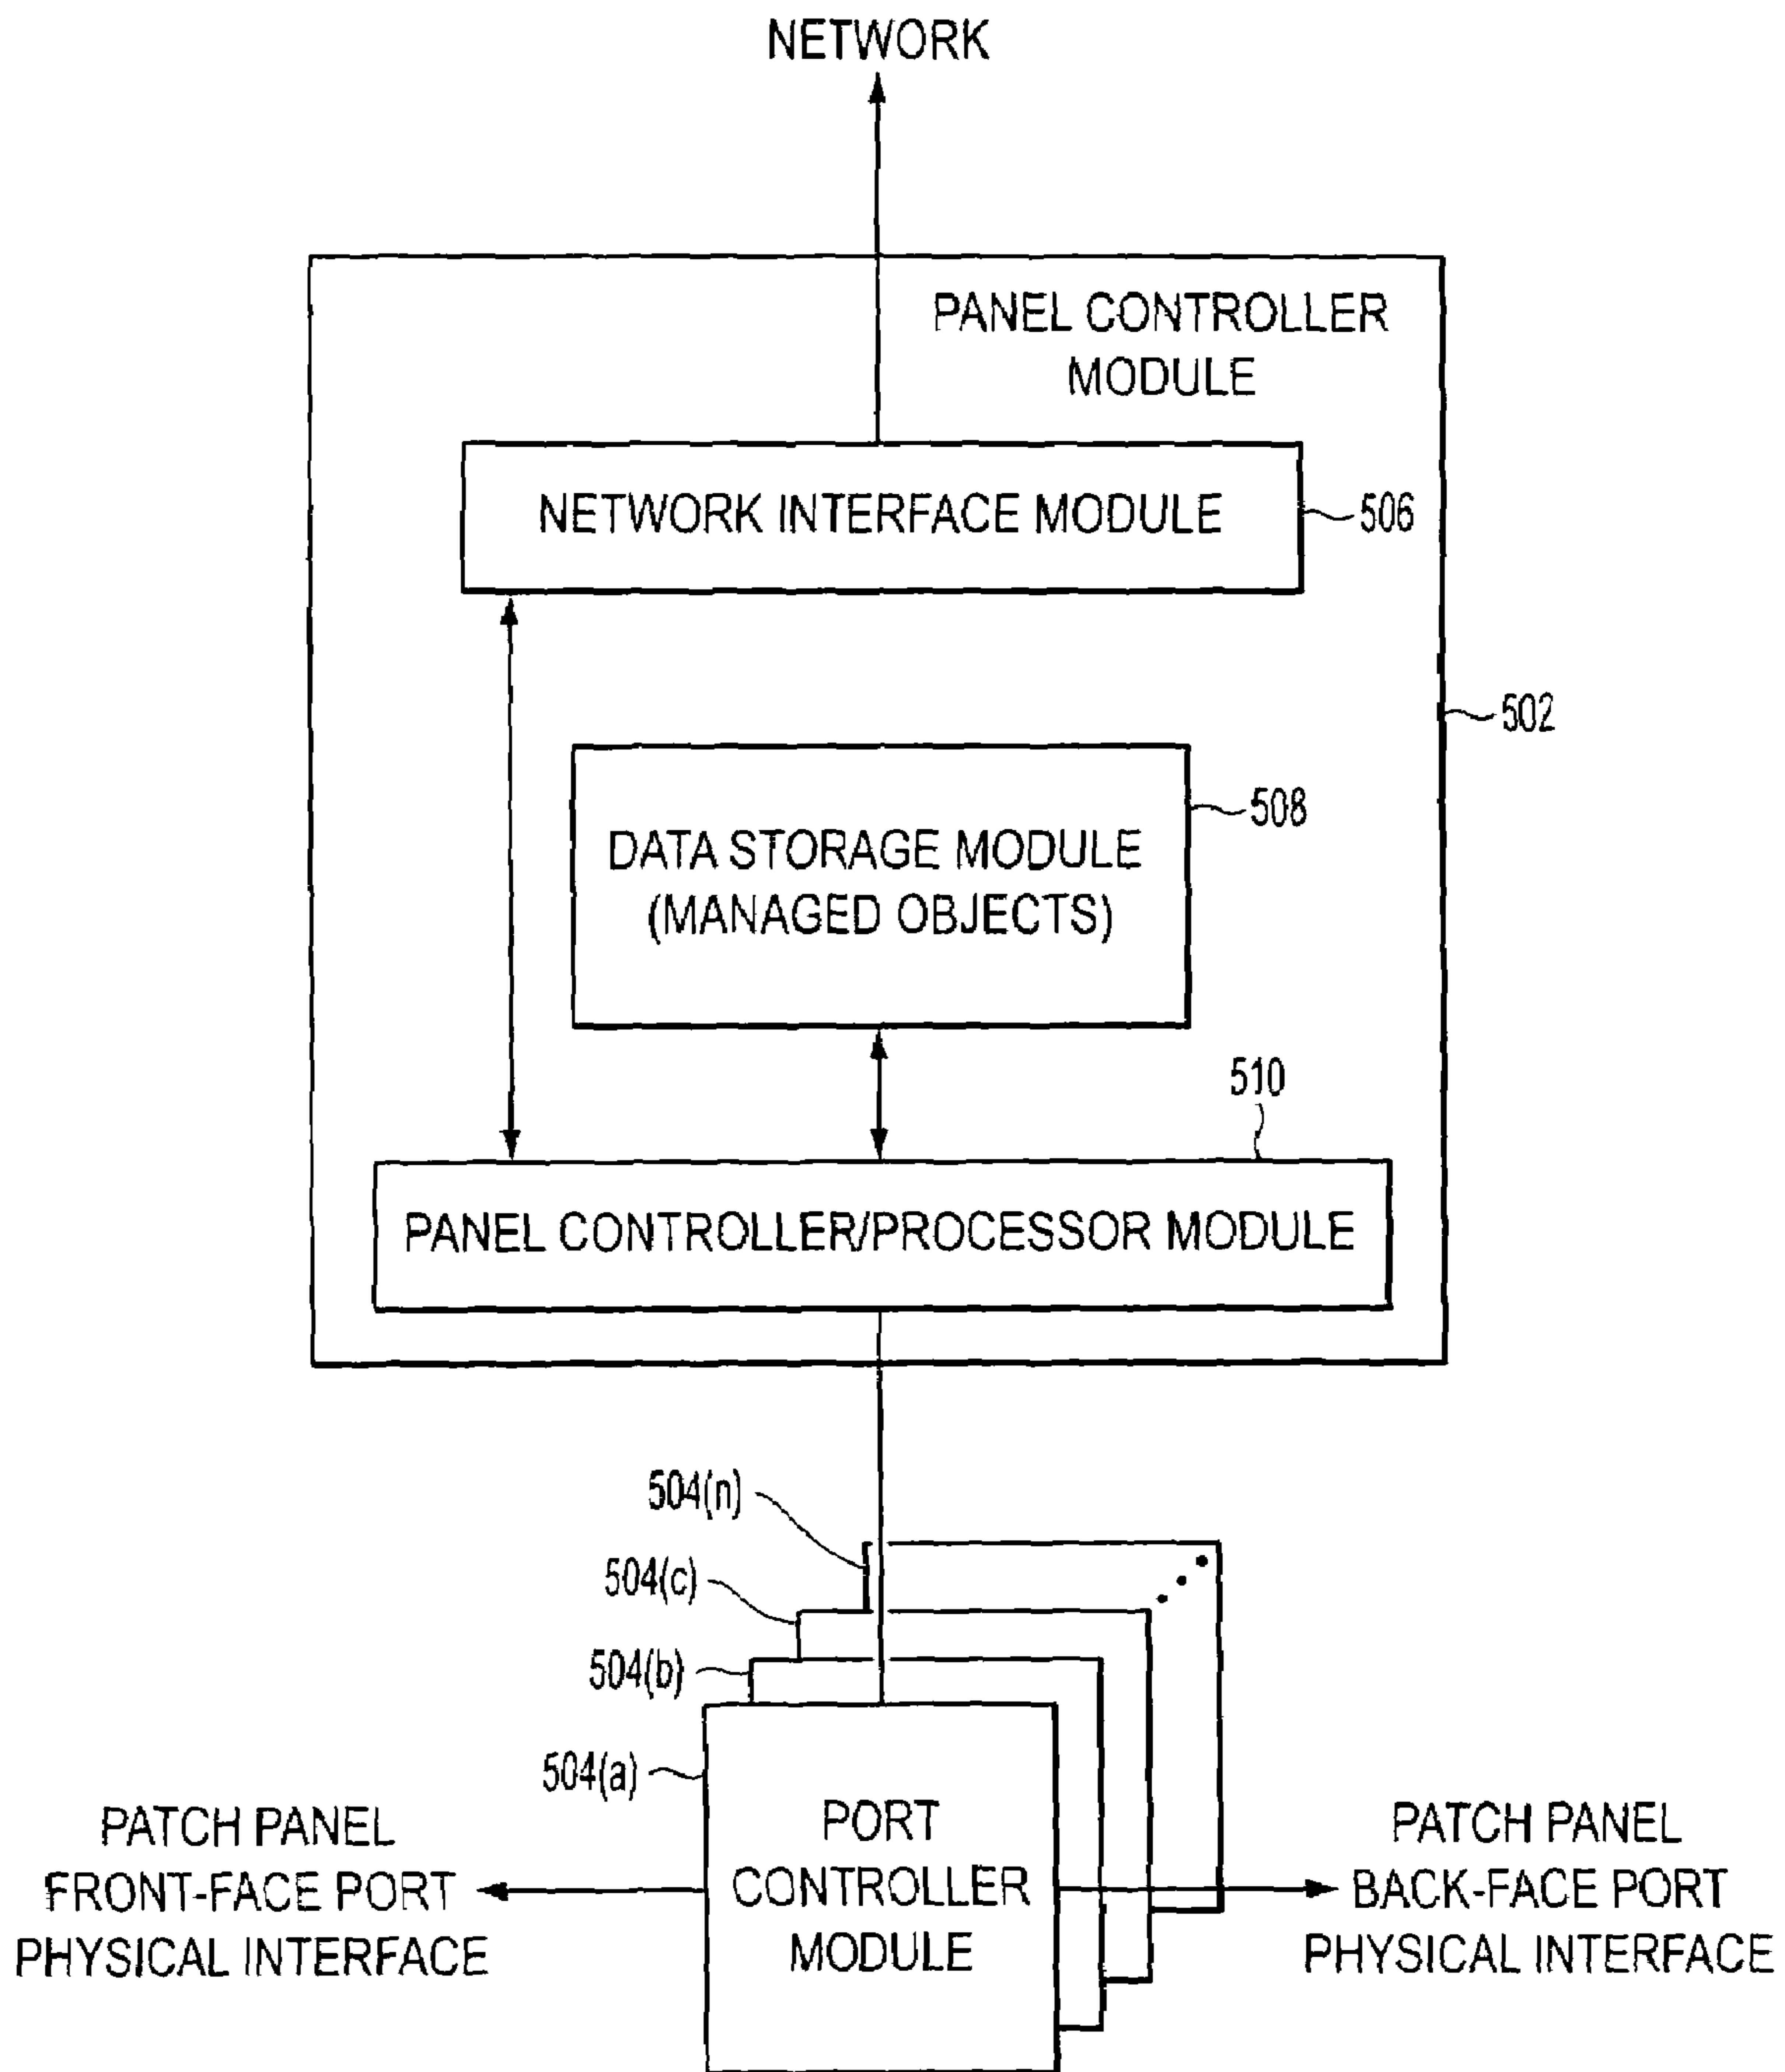 NETWORK
PANEL CONTROLLER
MODULE
NETWORK INTERFACE MODULE
506
502
DATA STORAGE MODULE
(MANAGED OBJECTS)
508
510
PANEL CONTROLLER/PROCESSOR MODULE
504(n)
504(c)
504(b)
504(a)
PATCH PANEL
FRONT-FACE PORT
PHYSICAL INTERFACE
PORT
CONTROLLER
MODULE
PATCH PANEL
BACK-FACE PORT
PHYSICAL INTERFACE